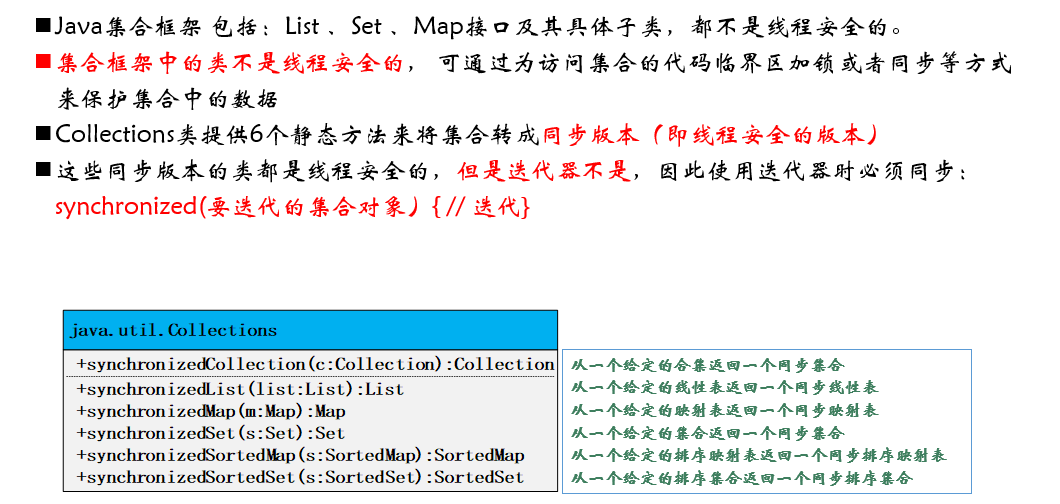 ■Java集合框架 包括：List 、Set 、Map接口及其具体子类，都不是线程安全的。
■集合框架中的类不是线程安全的， 可通过为访问集合的代码临界区加锁或者同步等方式
来保护集合中的数据
■Collections类提供6个静态方法来将集合转成同步版本（即线程安全的版本）
■这些同步版本的类都是线程安全的，但是迭代器不是，因此使用迭代器时必须同步：
synchronized(要迭代的集合对象）{// 迭代}
java.util.Collections
+synchronizedCollection(c:Collection):Collection 从一个给定的合集返回一个同步集合
+synchronizedList(list:List):List 从一个给定的线性表返回一个同步线性表
+synchronizedMap(m:Map):Map 从一个给定的映射表返回一个同步映射表
+synchronizedSet(s:Set):Set 从一个给定的集合返回一个同步集合
+synchronizedSortedMap(s:SortedMap):SortedMap 从一个给定的排序映射表返回一个同步排序映射表
+synchronizedSortedSet(s:SortedSet):SortedSet 从一个给定的排序集合返回一个同步排序集合